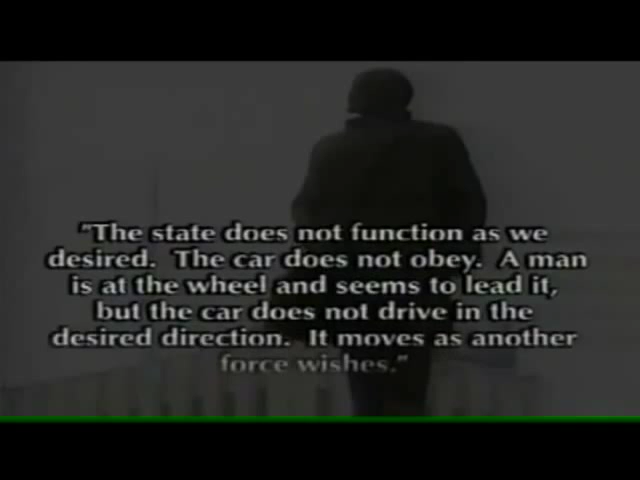 "The state does not function as we
desired. The car does not obey. A man
is at the wheel and seems to lead it,
but the car does not drive in the
desired direction. It moves as another
force wishes."